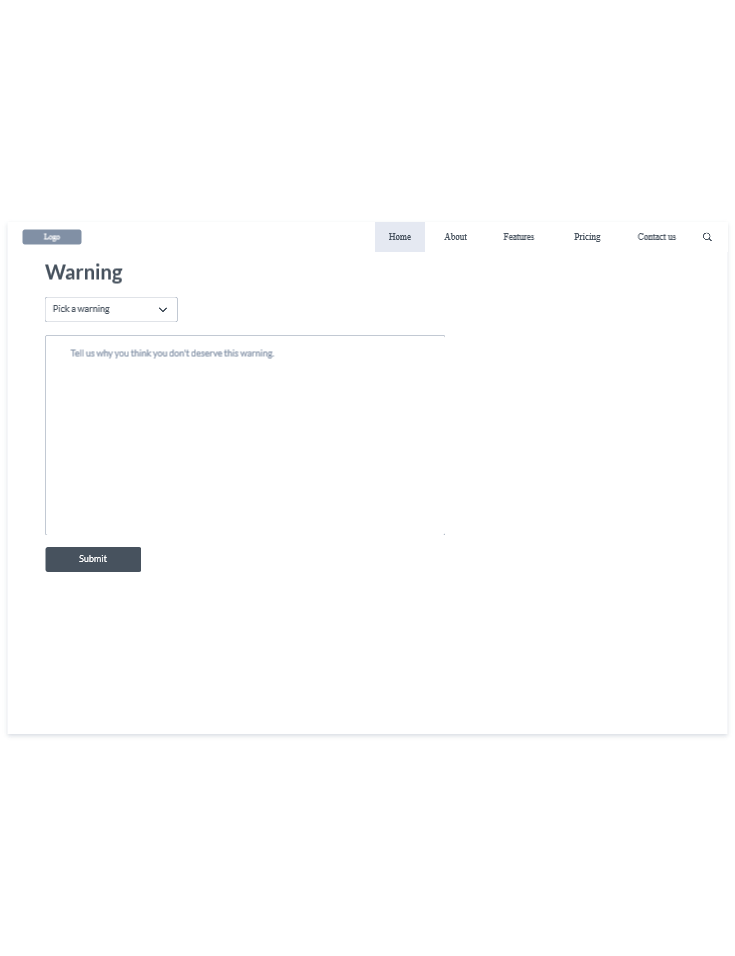 Logo
Home About Features Pricing Contact us
Warning
Pick a warning
Tell us why you think you don't deserve this warning.
Submit